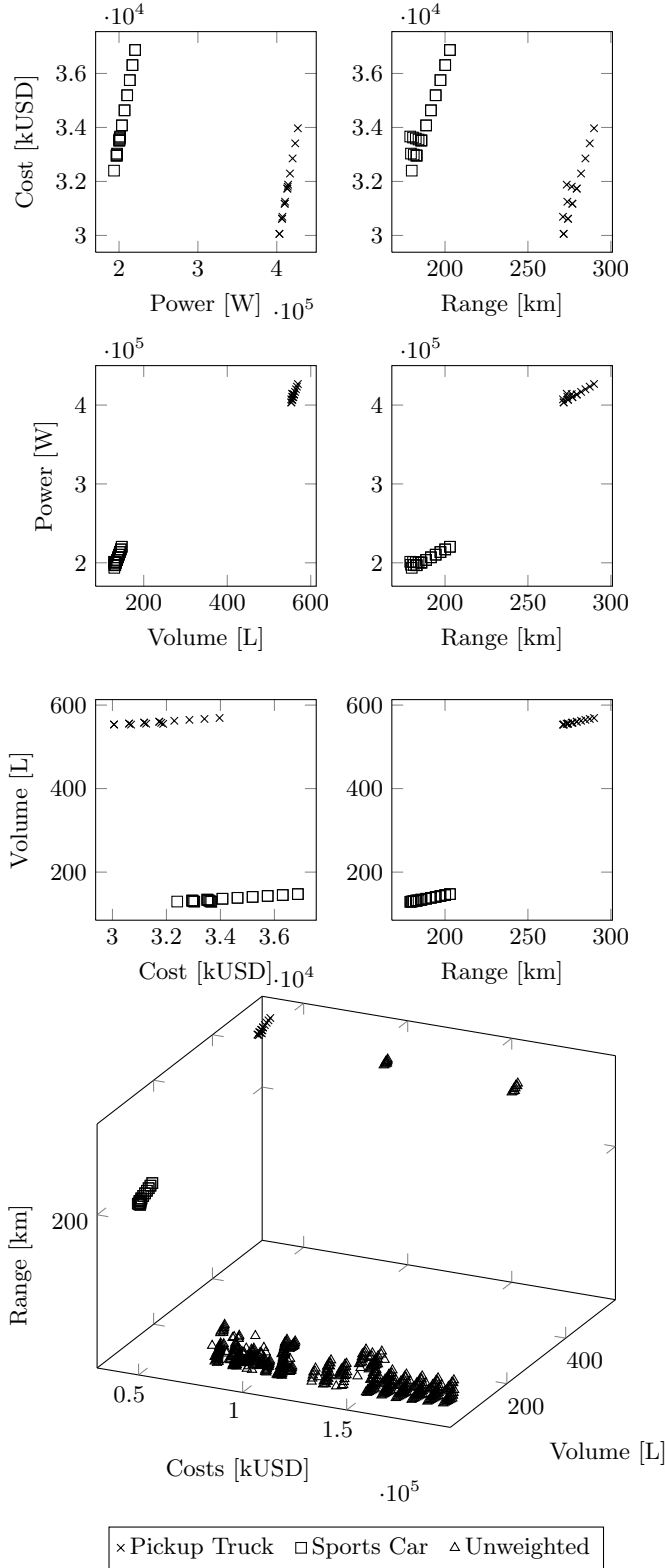 ·10^4 ·10^4
3.6 3.6
3.4 3.4
3.2 3.2
3 3
Cost [kUSD]
2 3 4 200 250 300
Power [W] ·10^5 Range [km]
·10^5 ·10^5
4 4
3 3
2 2
Power [W]
200 400 600 200 250 300
Volume [L] Range [km]
600 600
400 400
200 200
Volume [L]
3 3.2 3.4 3.6 200 250 300
Cost [kUSD] ·10^4 Range [km]
200
Range [km]
0.5 1 1.5
200 400
Costs [kUSD] Volume [L]
·10^5
× Pickup Truck □ Sports Car △ Unweighted